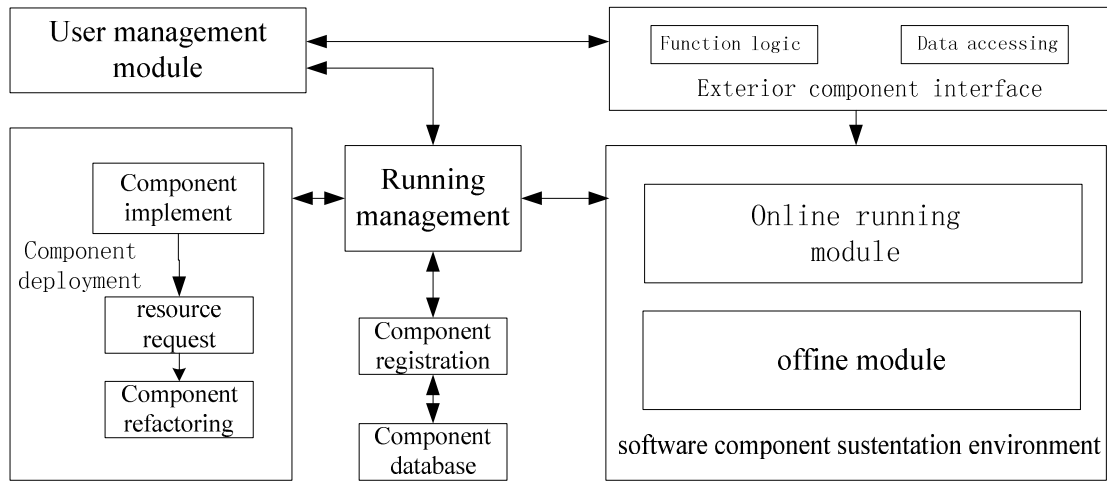 User management
module
Function logic
Data accessing
Exterior component interface
Component
implement
Component
deployment
resource
request
Component
refactoring
Running
management
Component
registration
Component
database
Online running
module
offine module
software component sustentation environment